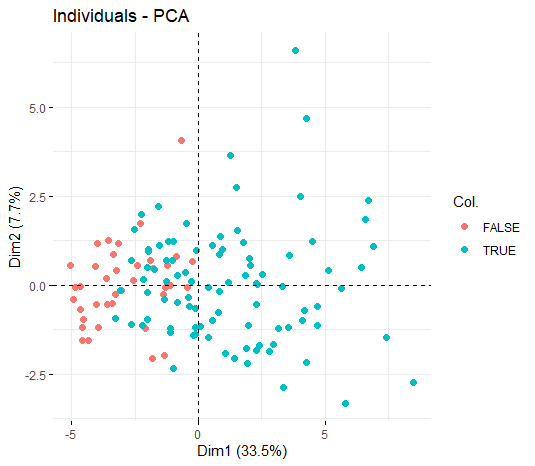 Individuals - PCA
5.0
2.5
0.0
-2.5
Dim2 (7.7%)
-5
0
5
Dim1 (33.5%)
Col.
FALSE
TRUE